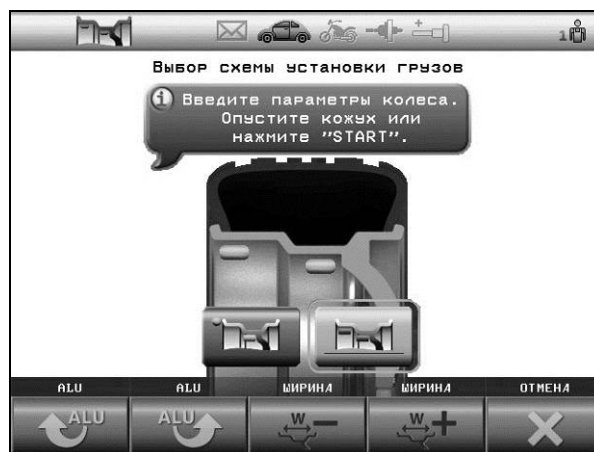 1
Выбор схемы установки грузов
i
Введите параметры колеса.
Опустите кожух или
нажмите "START".
ALU ALU ШИРИНА ШИРИНА ОТМЕНА
ALU ALU W W